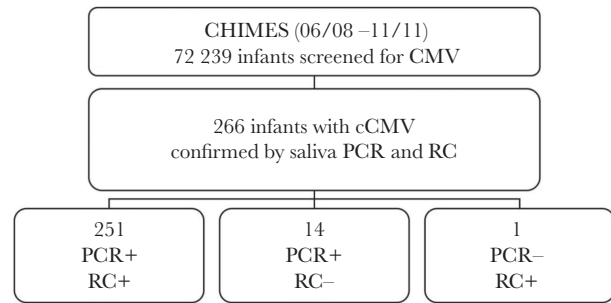 CHIMES (06/08 –11/11)
72 239 infants screened for CMV
266 infants with cCMV
confirmed by saliva PCR and RC
251
PCR+
RC+
14
PCR+
RC–
1
PCR–
RC+